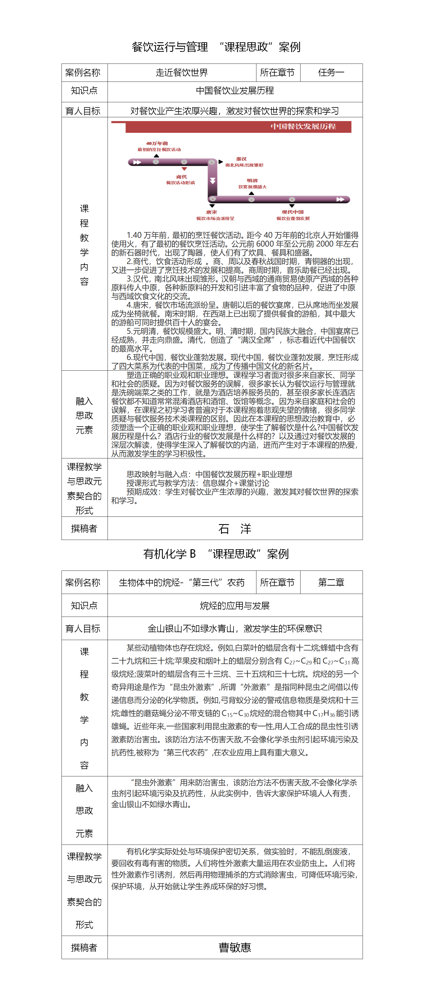 餐饮运行与管理 “课程思政”案例
案例名称 走近餐饮世界 所在章节 任务一
知识点 中国餐饮业发展历程
育人目标 对餐饮业产生浓厚兴趣，激发对餐饮世界的探索和学习
课
程
教
学
内
容
中国餐饮发展历程
40万年前
最初的烹饪餐饮活动
1
2
3
秦汉
南北风味出现雏形
商代
餐饮活动形成
明清
饮宴规模盛大
4
5
6
唐宋
餐饮市场流派纷呈
现代中国
餐饮业蓬勃发展
1.40 万年前，最初的烹饪餐饮活动。距今 40 万年前的北京人开始懂得
使用火，有了最初的餐饮烹饪活动。公元前 6000 年至公元前 2000 年左右
的新石器时代，出现了陶器，使人们有了炊具、餐具和盛器。
2.商代，饮食活动形成 。商、周以及春秋战国时期，青铜器的出现，
又进一步促进了烹饪技术的发展和提高。商周时期，音乐助餐已经出现。
3.汉代，南北风味出现雏形。汉朝与西域的通商贸易使原产西域的各种
原料传人中原，各种新原料的开发和引进丰富了食物的品种，促进了中原
与西域饮食文化的交流。
4.唐宋，餐饮市场流派纷呈。唐朝以后的餐饮宴席，已从席地而坐发展
成为坐椅就餐。南宋时期，在西湖上已出现了提供餐食的游船，其中最大
的游船可同时提供百十人的宴会。
5.元明清，餐饮规模盛大。明、清时期，国内民族大融合，中国宴席已
经成熟，并走向鼎盛。清代，创造了“满汉全席”，标志着近代中国餐饮
的最高水平。
6.现代中国，餐饮业蓬勃发展。现代中国，餐饮业蓬勃发展，烹饪形成
了四大菜系为代表的中国菜，成为了传播中国文化的新名片。
融入
思政
元素
塑造正确的职业观和职业理想。课程学习者面对很多来自家长、同学
和社会的质疑。因为对餐饮服务的误解，很多家长认为餐饮运行与管理就
是洗碗端菜之类的工作，就是为酒店培养服务员的，甚至很多家长连酒店
餐饮都不知道常常混淆酒店和酒馆、饭馆等概念。因为来自家庭和社会的
误解，在课程之初学习者普遍对于本课程抱着悲观失望的情绪，很多同学
质疑与餐饮服务技术类课程的区别。因此在本课程的思想政治教育中，必
须塑造一个正确的职业观和职业理想，使学生了解餐饮是什么?中国餐饮发
展历程是什么？酒店行业的餐饮发展是什么样的？以及通过对餐饮发展的
深层次解读，使得学生深入了解餐饮的内涵，进而产生对于本课程的热爱，
从而激发学生的学习积极性。
课程教学
与思政元
素契合的
形式
思政映射与融入点：中国餐饮发展历程+职业理想
授课形式与教学方法：信息媒介+课堂讨论
预期成效：学生对餐饮业产生浓厚的兴趣，激发其对餐饮世界的探索
和学习。
撰稿者 石 洋
有机化学 B “课程思政”案例
案例名称 生物体中的烷烃-“第三代”农药 所在章节 第二章
知识点 烷烃的应用与发展
育人目标 金山银山不如绿水青山，激发学生的环保意识
课
程
教
学
内
容
某些动植物体也存在烷烃。例如,白菜叶的蜡层含有十二烷;蜂蜡中含有
二十九烷和三十烷;苹果皮和烟叶上的蜡层分别含有 C27~C29 和 C27~C31 高
级烷烃;菠菜叶的蜡层含有三十三烷、三十五烷和三十七烷。烷烃的另一个
奇异用途是作为“昆虫外激素”,所谓“外激素”是指同种昆虫之间借以传
递信息而分泌的化学物质。例如,弓背蚁分泌的警戒信息物质是癸烷和十三
烷;雌性的蘑菇蝇分泌不带支链的 C15~C30 烷烃的混合物其中 C17H36 能引诱
雄蝇。近些年来,一些国家利用昆虫激素的专一性,用人工合成的昆虫性引诱
激素防治害虫。该防治方法不伤害天敌,不会像化学杀虫剂引起环境污染及
抗药性,被称为“第三代农药”,在农业应用上具有重大意义。
融入
思政
元素
“昆虫外激素”用来防治害虫，该防治方法不伤害天敌,不会像化学杀
虫剂引起环境污染及抗药性，从此实例中，告诉大家保护环境人人有责，
金山银山不如绿水青山。
课程教学
与思政元
素契合的
形式
有机化学实际处处与环境保护密切关系，做实验时，不能乱倒废液，
要回收有毒有害的物质。人们将性外激素大量运用在农业防虫上。人们将
性外激素作引诱剂，然后再用物理捕杀的方式消除害虫，可降低环境污染，
保护环境，从开始就让学生养成环保的好习惯。
撰稿者 曹敏惠